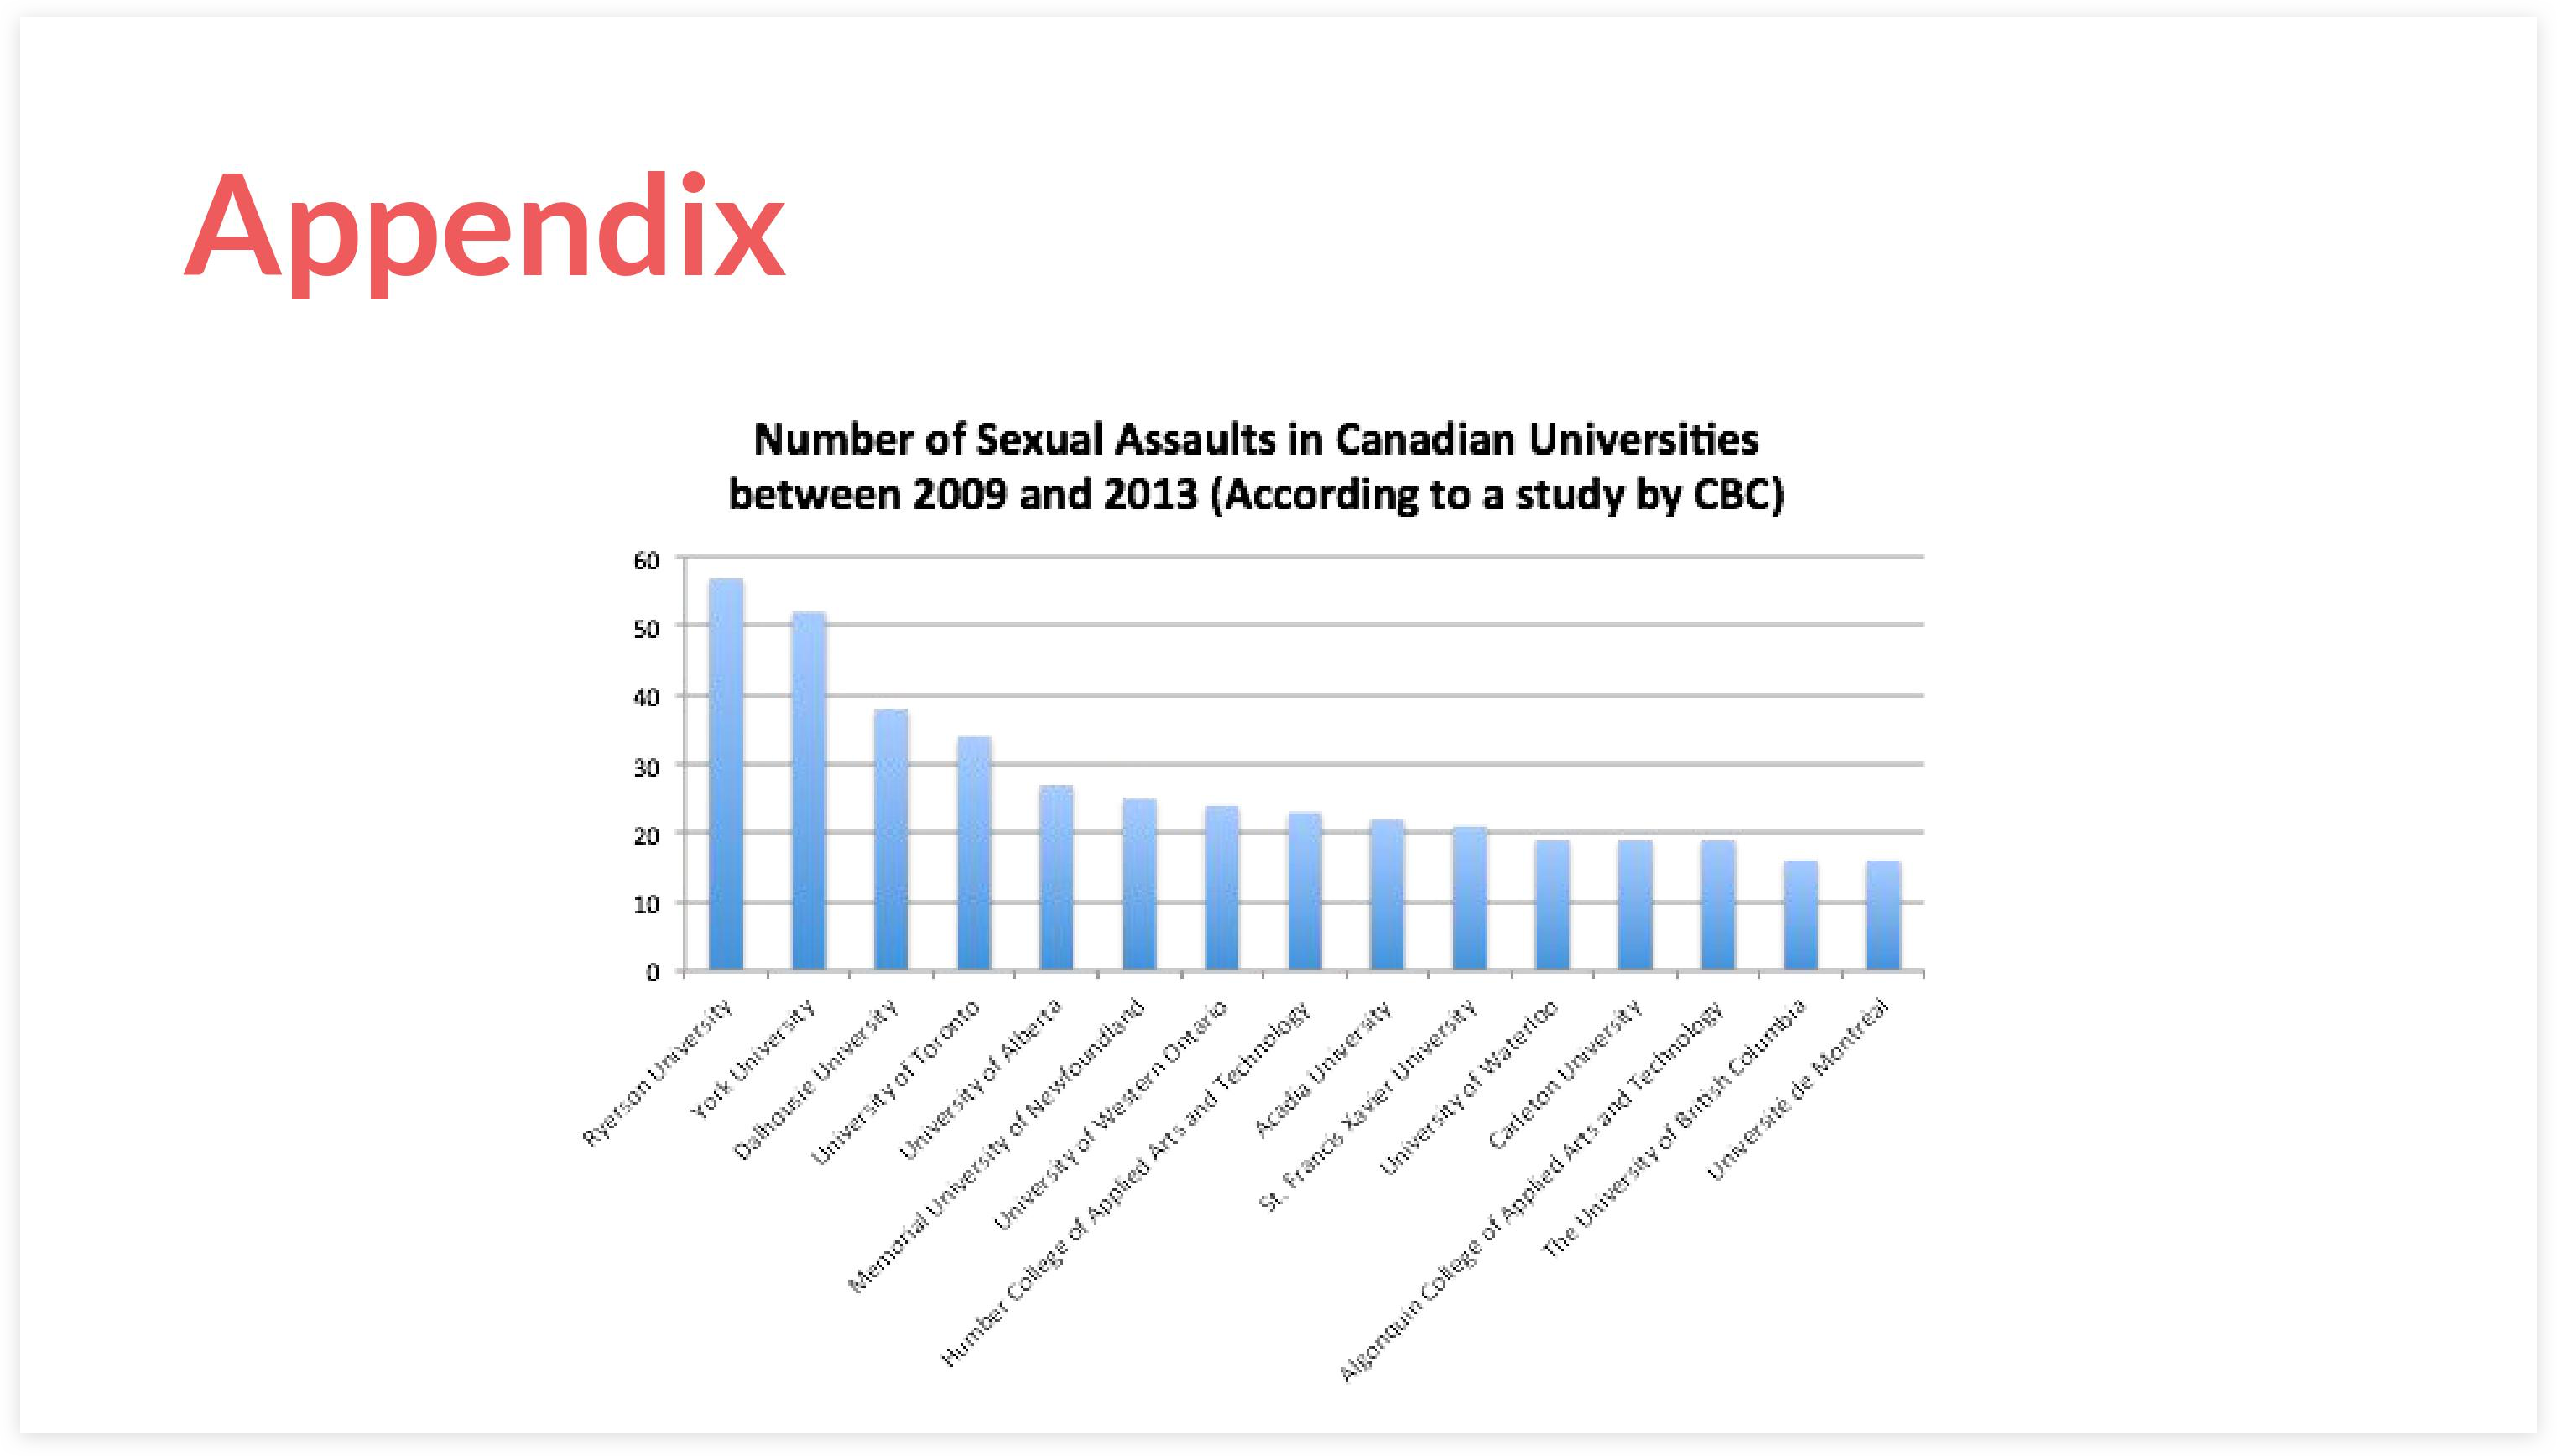 Appendix
Number of Sexual Assaults in Canadian Universities
between 2009 and 2013 (According to a study by CBC)
60
50
40
30
20
10
0
Ryerson University
York University
Dalhousie University
University of Toronto
University of Alberta
Memorial University of Newfoundland
University of Western Ontario
Humber College of Applied Arts and Technology
Acadia University
St. Francis Xavier University
University of Waterloo
Carleton University
Algonquin College of Applied Arts and Technology
The University of British Columbia
Université de Montréal